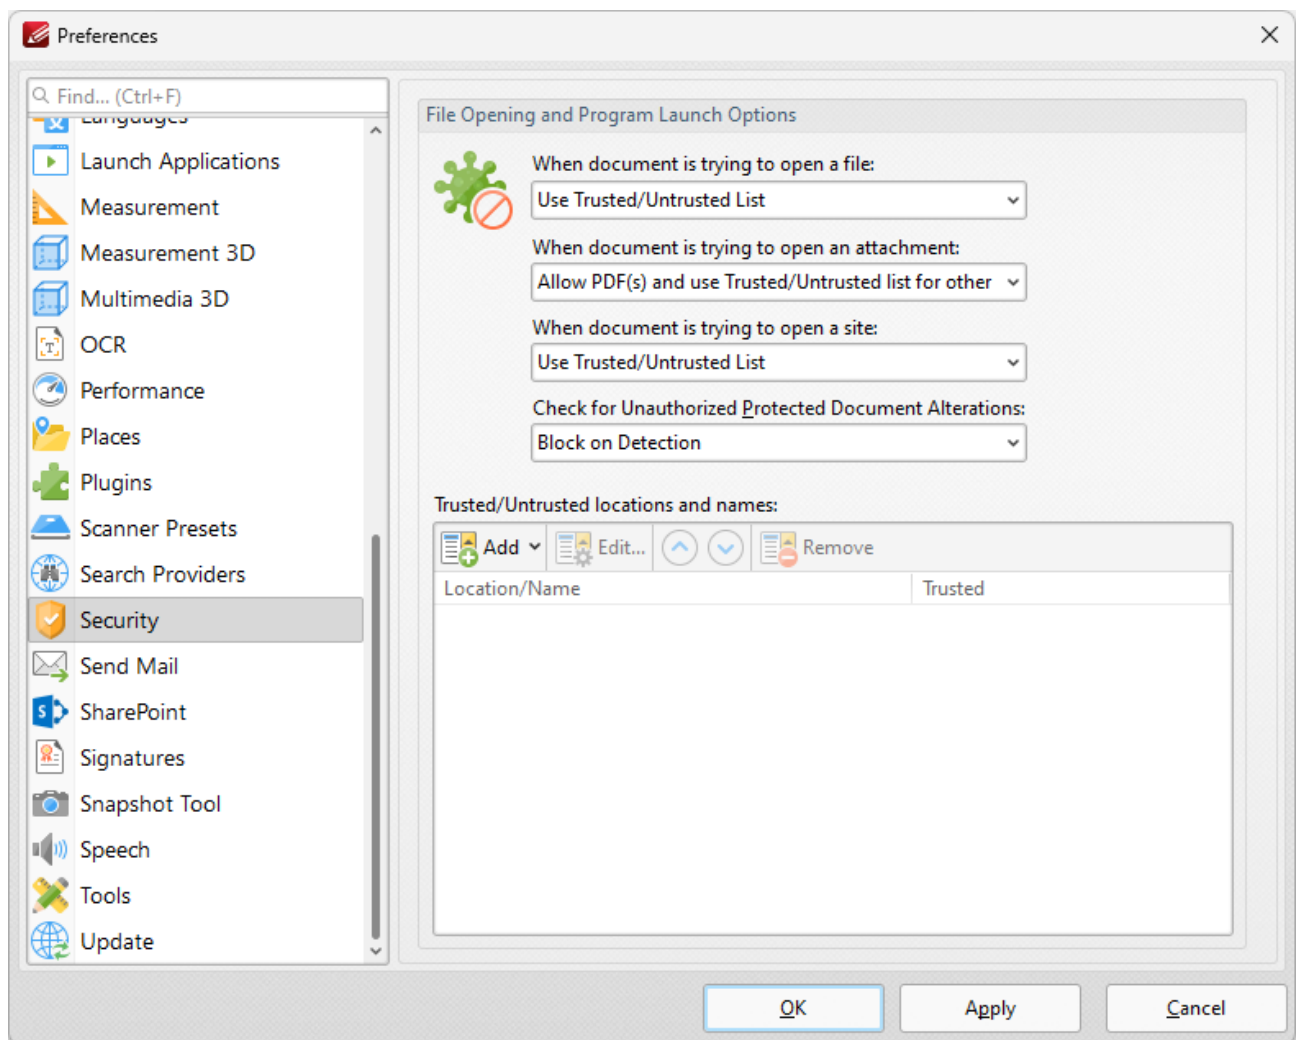 Preferences
Find... (Ctrl+F)
Languages
Launch Applications
Measurement
Measurement 3D
Multimedia 3D
OCR
Performance
Places
Plugins
Scanner Presets
Search Providers
Security
Send Mail
SharePoint
Signatures
Snapshot Tool
Speech
Tools
Update
File Opening and Program Launch Options
When document is trying to open a file:
Use Trusted/Untrusted List
When document is trying to open an attachment:
Allow PDF(s) and use Trusted/Untrusted list for other
When document is trying to open a site:
Use Trusted/Untrusted List
Check for Unauthorized Protected Document Alterations:
Block on Detection
Trusted/Untrusted locations and names:
Add Edit... Remove
Location/Name Trusted
OK Apply Cancel